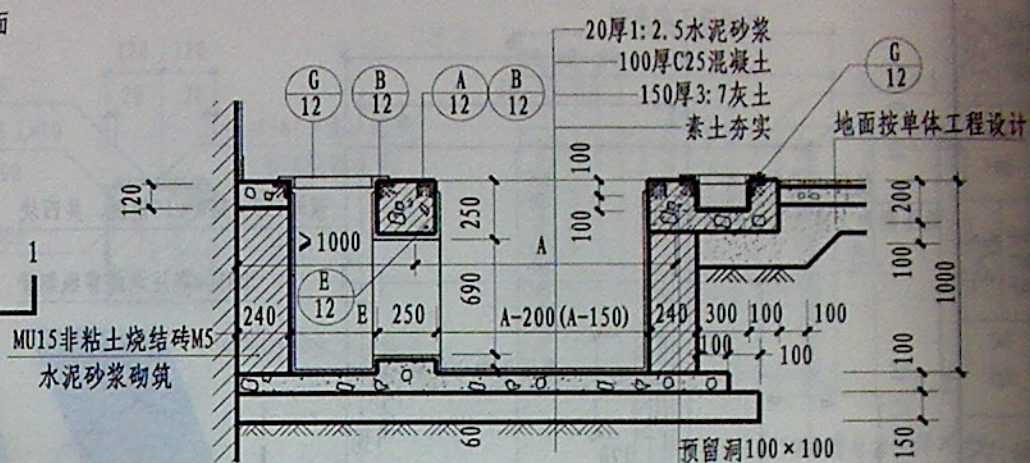 面
20厚1:2.5水泥砂浆
100厚C25混凝土
150厚3:7灰土
素土夯实
G
12
B
12
A
12
B
12
G
12
地面按单体工程设计
120
100
100
250
690
60
≥1000
A
E
12
E
200
100
1000
100
150
1
240
250
A-200(A-150)
240
300
100
100
100
100
MU15非粘土烧结砖M5
水泥砂浆砌筑
预留洞100×100